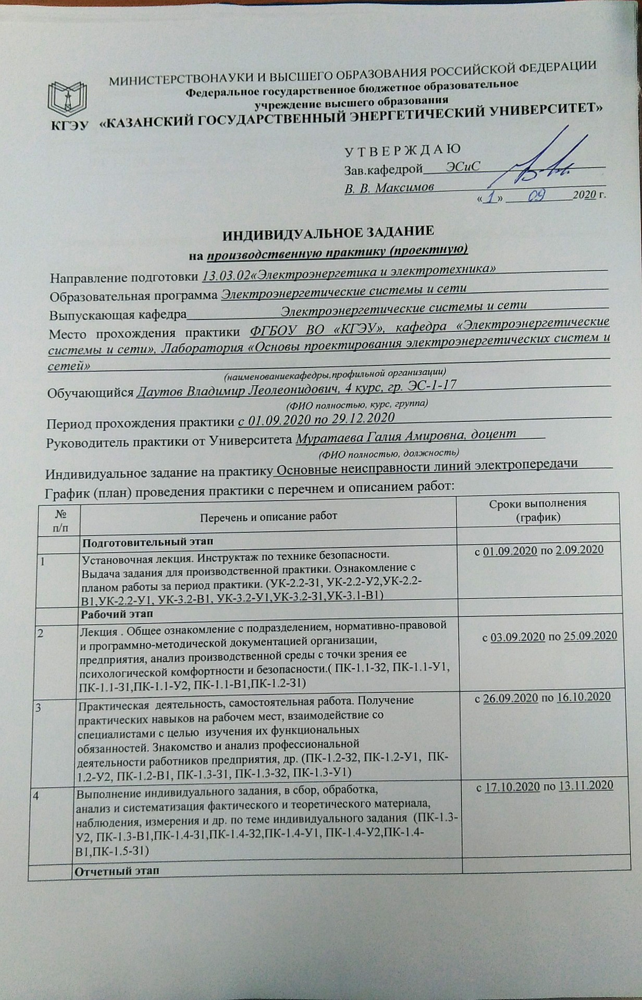 МИНИСТЕРСТВОНАУКИ И ВЫСШЕГО ОБРАЗОВАНИЯ РОССИЙСКОЙ ФЕДЕРАЦИИ
Федеральное государственное бюджетное образовательное
учреждение высшего образования
КГЭУ «КАЗАНСКИЙ ГОСУДАРСТВЕННЫЙ ЭНЕРГЕТИЧЕСКИЙ УНИВЕРСИТЕТ»
У Т В Е Р Ж Д А Ю
Зав.кафедрой ЭСиС
В. В. Максимов
«1» 09 2020 г.
ИНДИВИДУАЛЬНОЕ ЗАДАНИЕ
на производственную практику (проектную)
Направление подготовки 13.03.02«Электроэнергетика и электротехника»
Образовательная программа Электроэнергетические системы и сети
Выпускающая кафедра Электроэнергетические системы и сети
Место прохождения практики ФГБОУ ВО «КГЭУ», кафедра «Электроэнергетические
системы и сети», Лаборатория «Основы проектирования электроэнергетических систем и
сетей»
(наименованиекафедры,профильной организации)
Обучающийся Даутов Владимир Леолеонидович, 4 курс, гр. ЭС-1-17
(ФИО полностью, курс, группа)
Период прохождения практики с 01.09.2020 по 29.12.2020
Руководитель практики от Университета Муратаева Галия Амировна, доцент
(ФИО полностью, должность)
Индивидуальное задание на практику Основные неисправности линий электропередачи
График (план) проведения практики с перечнем и описанием работ:
№
п/п
Перечень и описание работ
Сроки выполнения
(график)
Подготовительный этап
1
Установочная лекция. Инструктаж по технике безопасности.
Выдача задания для производственной практики. Ознакомление с
планом работы за период практики. (УК-2.2-З1, УК-2.2-У2,УК-2.2-
В1,УК-2.2-У1, УК-3.2-В1, УК-3.2-У1,УК-3.2-З1,УК-3.1-В1)
с 01.09.2020 по 2.09.2020
Рабочий этап
2
Лекция . Общее ознакомление с подразделением, нормативно-правовой
и программно-методической документацией организации,
предприятия, анализ производственной среды с точки зрения ее
психологической комфортности и безопасности.( ПК-1.1-З2, ПК-1.1-У1,
ПК-1.1-З1,ПК-1.1-У2, ПК-1.1-В1,ПК-1.2-З1)
с 03.09.2020 по 25.09.2020
3
Практическая деятельность, самостоятельная работа. Получение
практических навыков на рабочем мест, взаимодействие со
специалистами с целью изучения их функциональных
обязанностей. Знакомство и анализ профессиональной
деятельности работников предприятия, др. (ПК-1.2-З2, ПК-1.2-У1, ПК-
1.2-У2, ПК-1.2-В1, ПК-1.3-З1, ПК-1.3-З2, ПК-1.3-У1)
с 26.09.2020 по 16.10.2020
4
Выполнение индивидуального задания, в сбор, обработка,
анализ и систематизация фактического и теоретического материала,
наблюдения, измерения и др. по теме индивидуального задания (ПК-1.3-
У2, ПК-1.3-В1,ПК-1.4-З1,ПК-1.4-З2,ПК-1.4-У1, ПК-1.4-У2,ПК-1.4-
В1,ПК-1.5-З1)
с 17.10.2020 по 13.11.2020
Отчетный этап